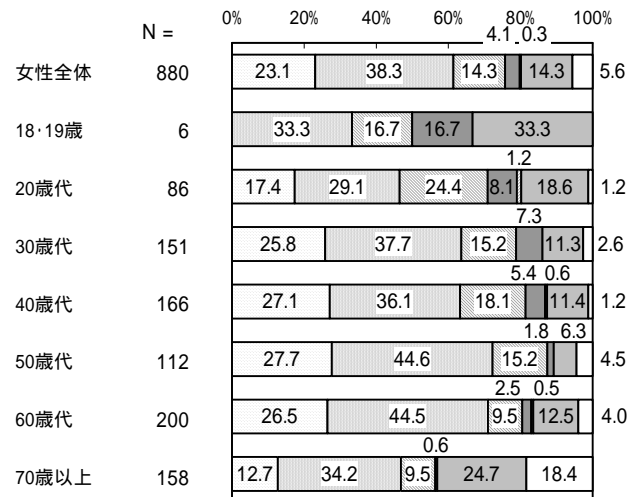 0% 20% 40% 60% 80% 100%
N =
4.1 0.3
女性全体 880 23.1 38.3 14.3 14.3 5.6
18･19歳 6 33.3 16.7 16.7 33.3
1.2
20歳代 86 17.4 29.1 24.4 8.1 18.6 1.2
7.3
30歳代 151 25.8 37.7 15.2 11.3 2.6
5.4 0.6
40歳代 166 27.1 36.1 18.1 11.4 1.2
1.8 6.3
50歳代 112 27.7 44.6 15.2 4.5
2.5 0.5
60歳代 200 26.5 44.5 9.5 12.5 4.0
0.6
70歳以上 158 12.7 34.2 9.5 24.7 18.4